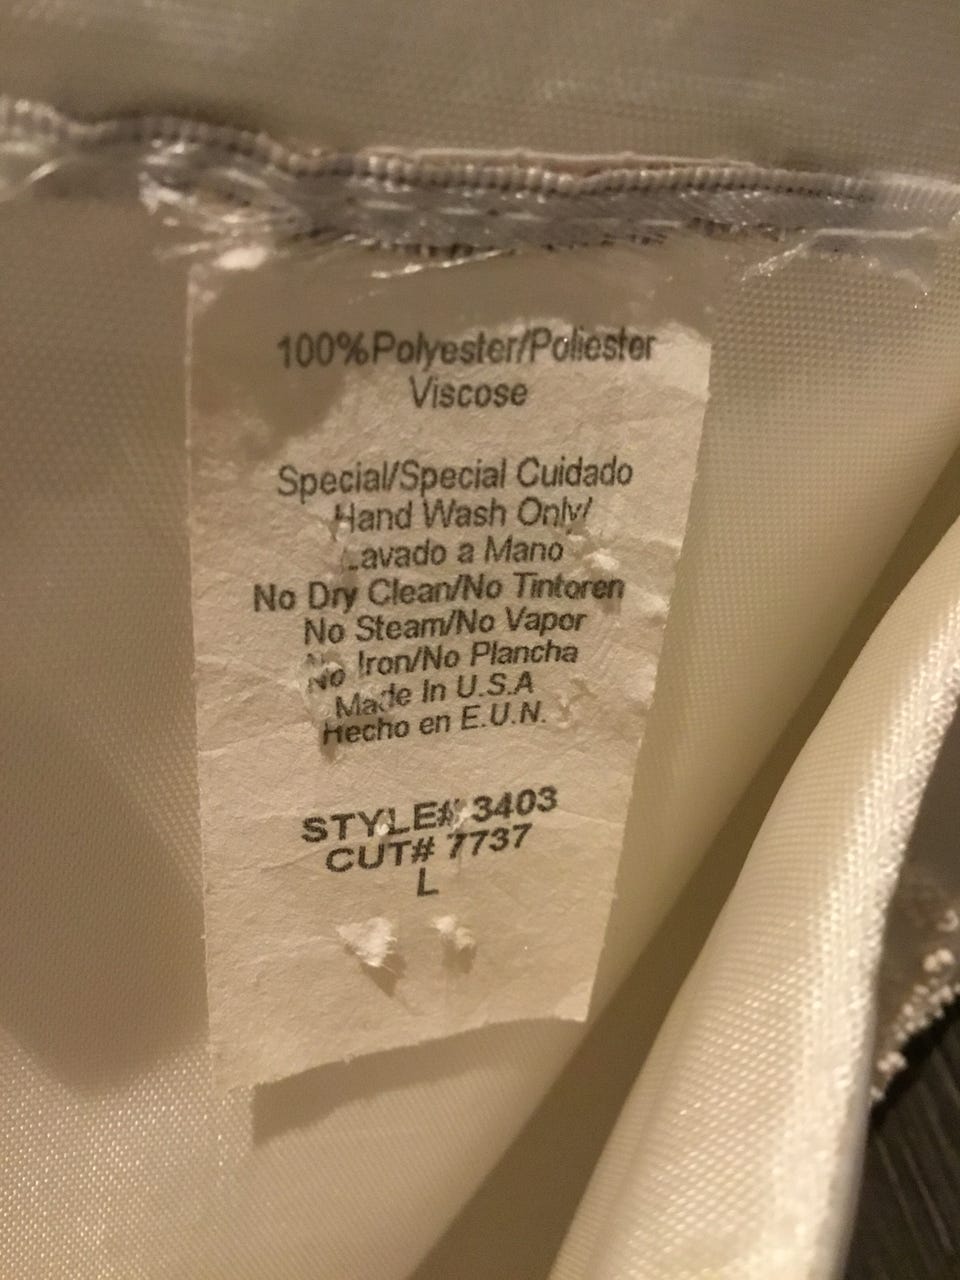 100%Polyester/Poliester
Viscose
Special/Special Cuidado
Hand Wash Only/
Lavado a Mano
No Dry Clean/No Tintoren
No Steam/No Vapor
No Iron/No Plancha
Made In U.S.A
Hecho en E.U.N.
STYLE# 3403
CUT# 7737
L